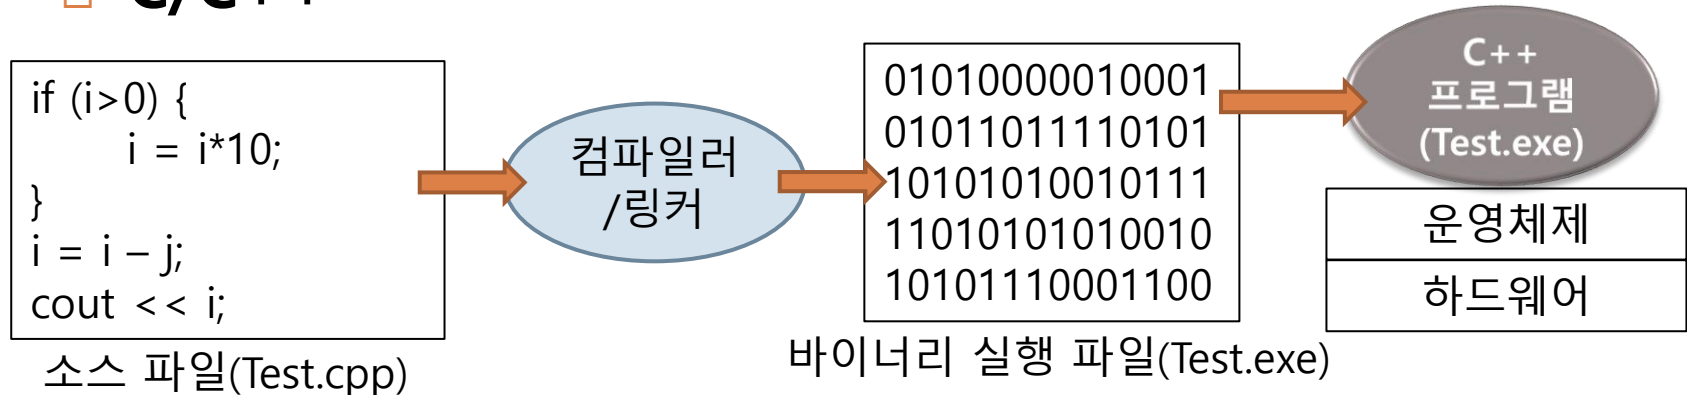 C/C++
if (i>0) {
i = i*10;
}
i = i – j;
cout << i;
소스 파일(Test.cpp)
컴파일러
/링커
01010000010001
01011011110101
10101010010111
11010101010010
10101110001100
바이너리 실행 파일(Test.exe)
C++
프로그램
(Test.exe)
운영체제
하드웨어